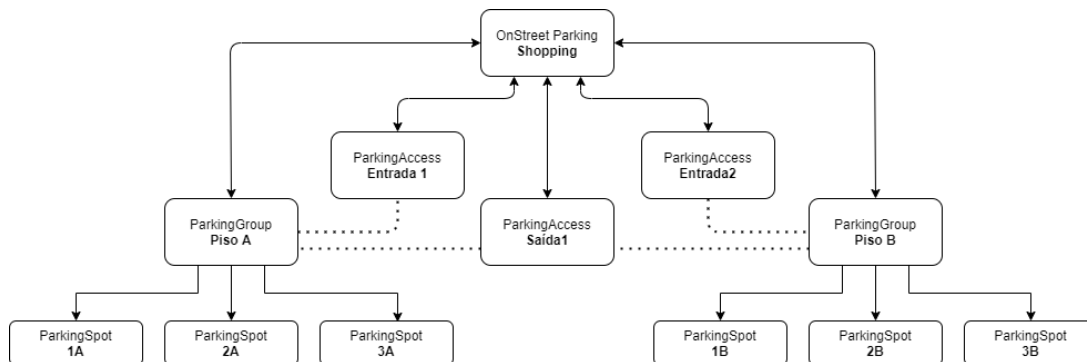 OnStreet Parking
Shopping
ParkingAccess
Entrada 1
ParkingAccess
Entrada2
ParkingGroup
Piso A
ParkingAccess
Saída1
ParkingGroup
Piso B
ParkingSpot
1A
ParkingSpot
2A
ParkingSpot
3A
ParkingSpot
1B
ParkingSpot
2B
ParkingSpot
3B